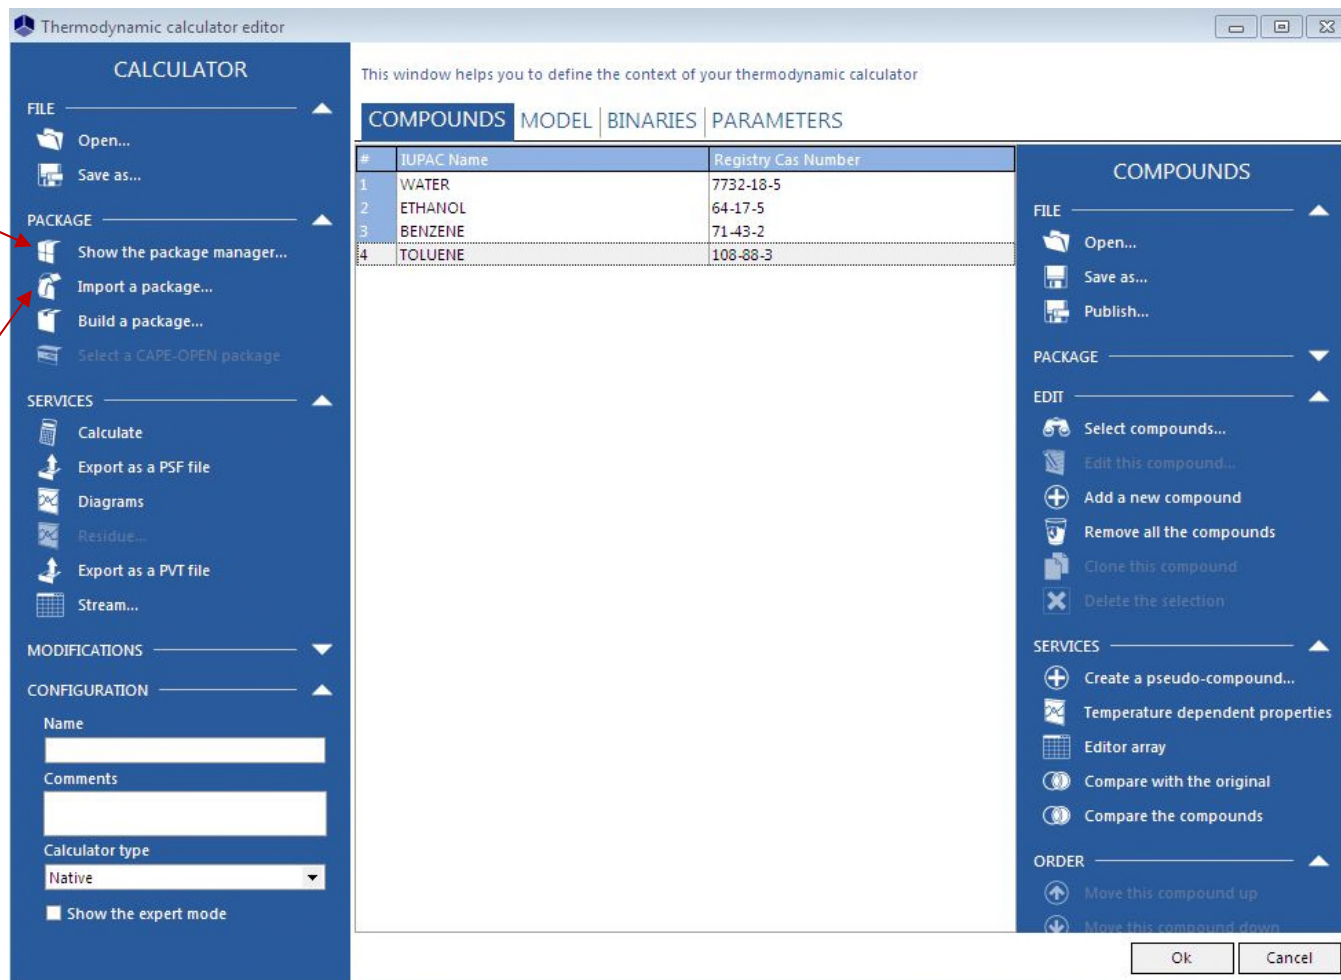 Thermodynamic calculator editor
CALCULATOR
FILE
Open...
Save as...
PACKAGE
Show the package manager...
Import a package...
Build a package...
Select a CAPE-OPEN package
SERVICES
Calculate
Export as a PSF file
Diagrams
Residue...
Export as a PVT file
Stream...
MODIFICATIONS
CONFIGURATION
Name
Comments
Calculator type
Native
Show the expert mode
This window helps you to define the context of your thermodynamic calculator
COMPOUNDS MODEL BINARIES PARAMETERS
# IUPAC Name Registry Cas Number
1 WATER 7732-18-5
2 ETHANOL 64-17-5
3 BENZENE 71-43-2
4 TOLUENE 108-88-3
COMPOUNDS
FILE
Open...
Save as...
Publish...
PACKAGE
EDIT
Select compounds...
Edit this compound...
Add a new compound
Remove all the compounds
Clone this compound
Delete the selection
SERVICES
Create a pseudo-compound...
Temperature dependent properties
Editor array
Compare with the original
Compare the compounds
ORDER
Move this compound up
Move this compound down
Ok Cancel